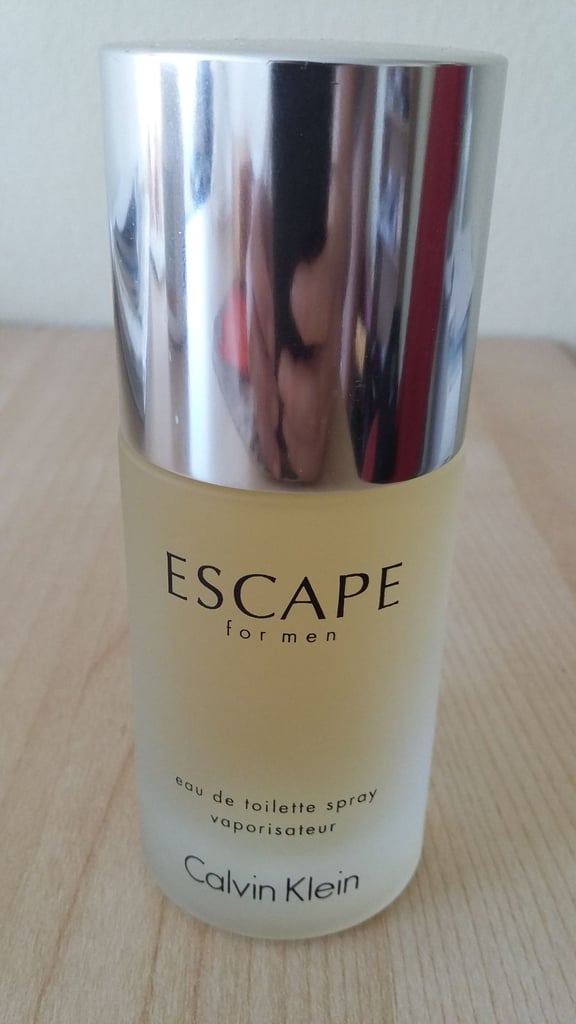 ESCAPE
for men
eau de toilette spray
vaporisateur
Calvin Klein